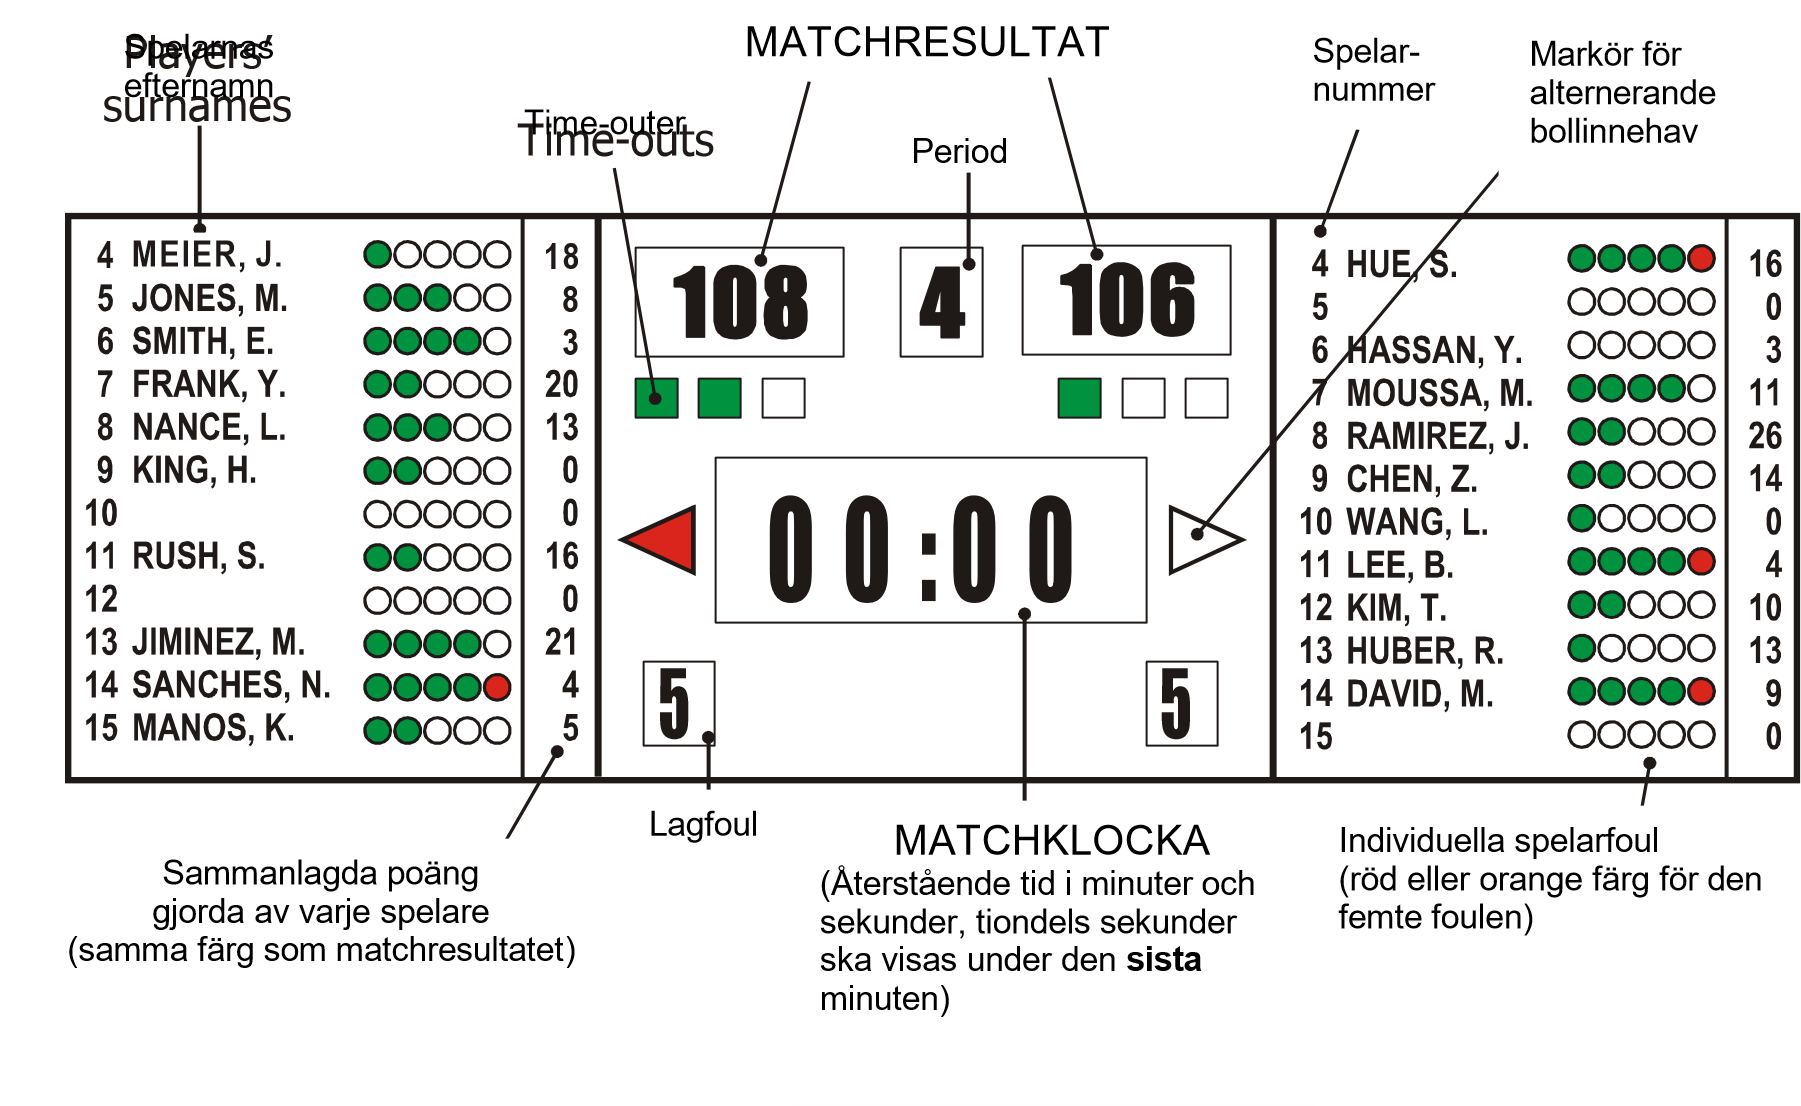 Spelarnas
efternamn
Players'
surnames
MATCHRESULTAT
Time-outer
Time-outs
Period
Spelar-
nummer
Markör för
alternerande
bollinnehav
4 MEIER, J. 18
5 JONES, M. 8
6 SMITH, E. 3
7 FRANK, Y. 20
8 NANCE, L. 13
9 KING, H. 0
10 0
11 RUSH, S. 16
12 0
13 JIMINEZ, M. 21
14 SANCHES, N. 4
15 MANOS, K. 5
108 4 106
00:00
5 5
4 HUE, S. 16
5 0
6 HASSAN, Y. 3
7 MOUSSA, M. 11
8 RAMIREZ, J. 26
9 CHEN, Z. 14
10 WANG, L. 0
11 LEE, B. 4
12 KIM, T. 10
13 HUBER, R. 13
14 DAVID, M. 9
15 0
Sammanlagda poäng
gjorda av varje spelare
(samma färg som matchresultatet)
Lagfoul
MATCHKLOCKA
(Återstående tid i minuter och
sekunder, tiondels sekunder
ska visas under den sista
minuten)
Individuella spelarfoul
(röd eller orange färg för den
femte foulen)